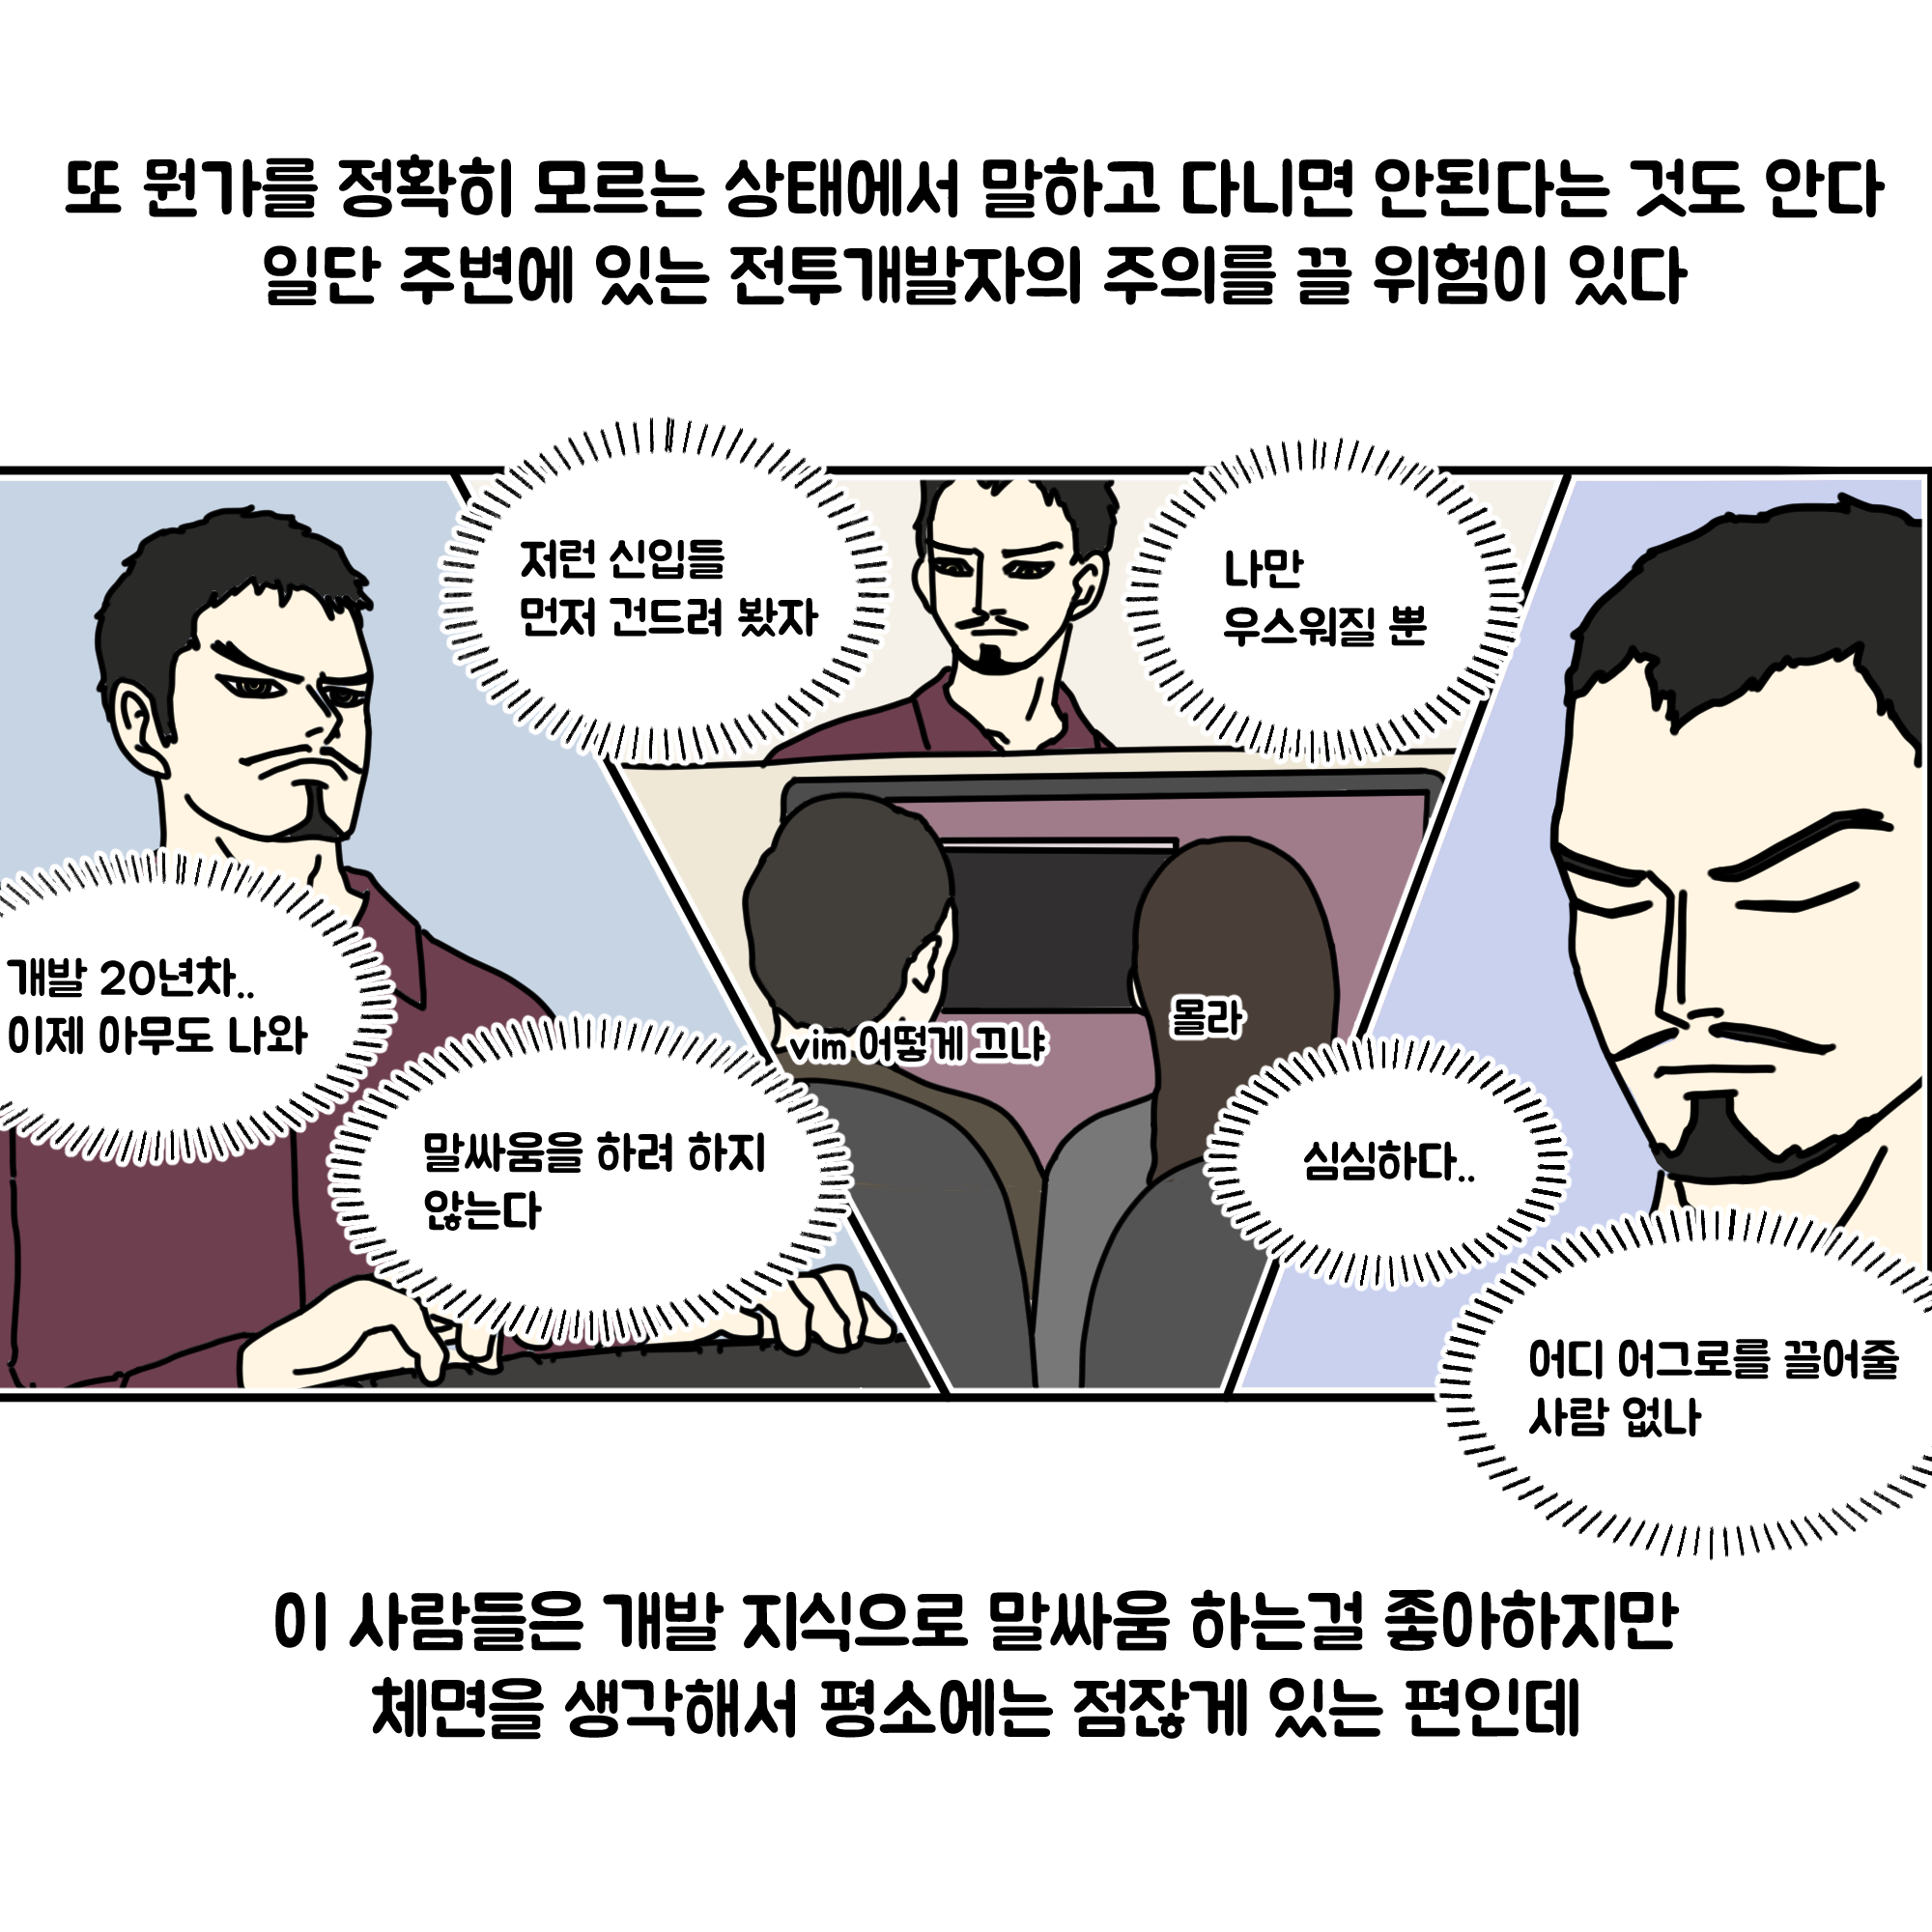 또 뭔가를 정확히 모르는 상태에서 말하고 다니면 안된다는 것도 안다
일단 주변에 있는 전투개발자의 주의를 끌 위험이 있다
개발 20년차..
이제 아무도 나와
말싸움을 하려 하지
않는다
저런 신입들
먼저 건드려 봤자
나만
우스워질 뿐
vim 어떻게 끄냐
몰라
심심하다..
어디 어그로를 끌어줄
사람 없나
이 사람들은 개발 지식으로 말싸움 하는걸 좋아하지만
체면을 생각해서 평소에는 점잖게 있는 편인데